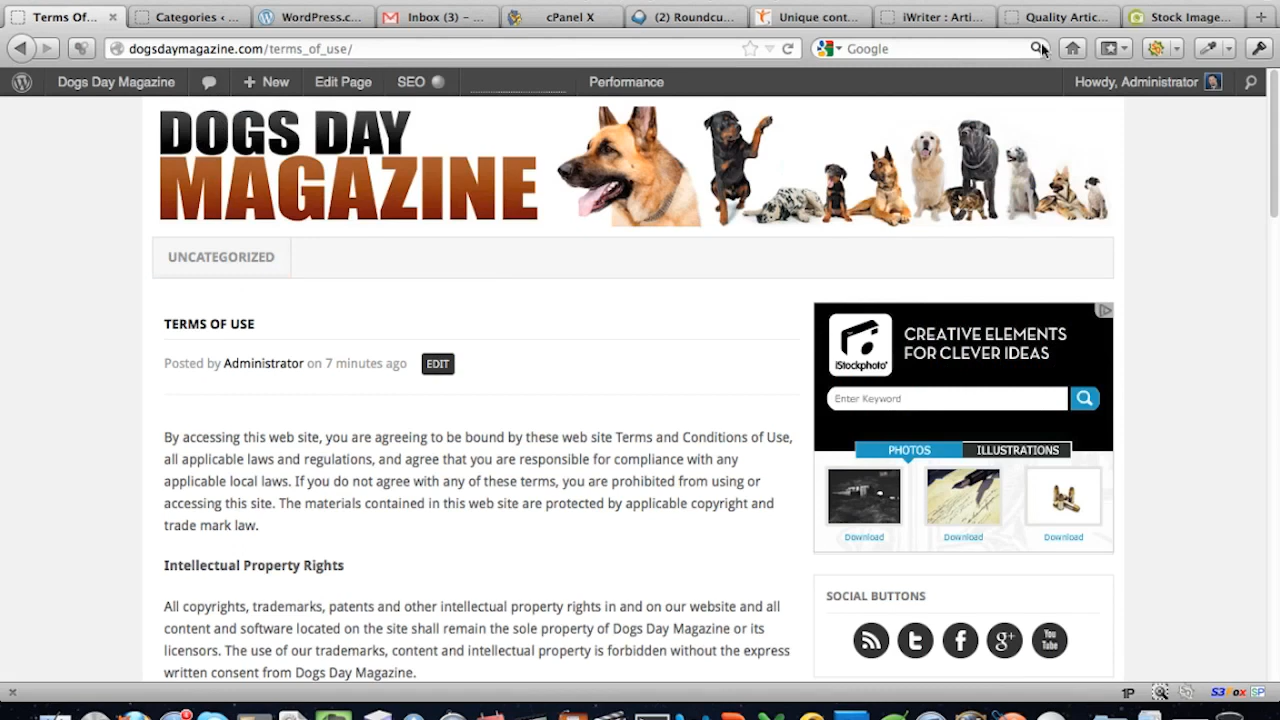 Terms Of...
Categories ‹ ...
WordPress.c...
Inbox (3) - ...
cPanel X
(2) Roundcu...
Unique cont...
iWriter : Arti...
Quality Artic...
Stock Image...
dogsdaymagazine.com/terms_of_use/
Google
Dogs Day Magazine
New
Edit Page
SEO
Performance
Howdy, Administrator
DOGS DAY
MAGAZINE
UNCATEGORIZED
TERMS OF USE
Posted by Administrator on 7 minutes ago
EDIT
By accessing this web site, you are agreeing to be bound by these web site Terms and Conditions of Use,
all applicable laws and regulations, and agree that you are responsible for compliance with any
applicable local laws. If you do not agree with any of these terms, you are prohibited from using or
accessing this site. The materials contained in this web site are protected by applicable copyright and
trade mark law.
Intellectual Property Rights
All copyrights, trademarks, patents and other intellectual property rights in and on our website and all
content and software located on the site shall remain the sole property of Dogs Day Magazine or its
licensors. The use of our trademarks, content and intellectual property is forbidden without the express
written consent from Dogs Day Magazine.
iStockphoto
CREATIVE ELEMENTS
FOR CLEVER IDEAS
Enter Keyword
PHOTOS
ILLUSTRATIONS
Download
Download
Download
SOCIAL BUTTONS
You
Tube
1P
S3Fox
SP